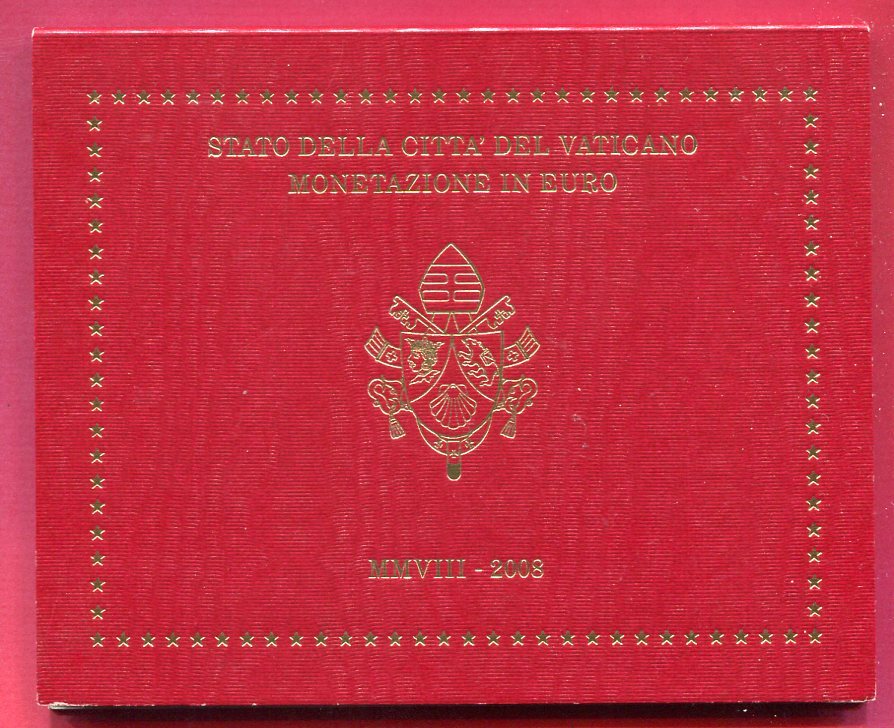 STATO DELLA CITTA' DEL VATICANO
MONETAZIONE IN EURO
MMVIII - 2008